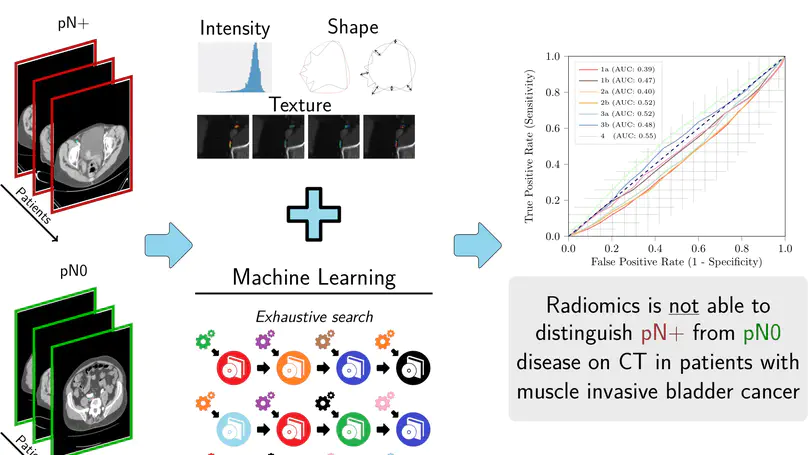 pN+
Patients
pN0
Intensity
Shape
Texture
Machine Learning
Exhaustive search
1.0
0.8
0.6
0.4
0.2
0.0
True Positive Rate (Sensitivity)
1a (AUC: 0.39)
1b (AUC: 0.47)
2a (AUC: 0.40)
2b (AUC: 0.52)
3a (AUC: 0.52)
3b (AUC: 0.48)
4 (AUC: 0.55)
0.0 0.2 0.4 0.6 0.8 1.0
False Positive Rate (1 - Specificity)
Radiomics is not able to
distinguish pN+ from pN0
disease on CT in patients with
muscle invasive bladder cancer